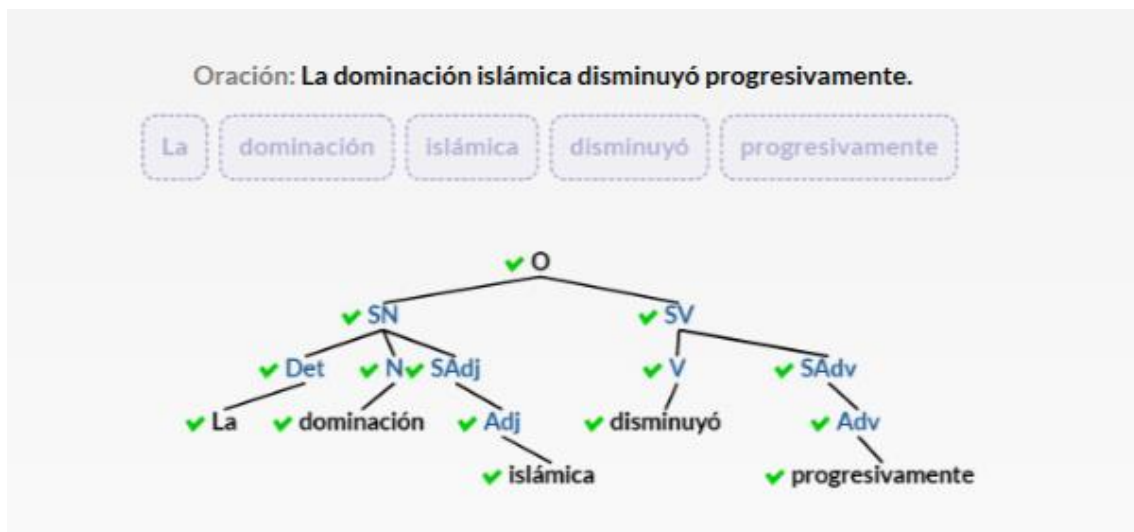 Oración: La dominación islámica disminuyó progresivamente.
La dominación islámica disminuyó progresivamente
O
SN SV
Det N SAdj V SAdv
La dominación Adj disminuyó Adv
islámica progresivamente